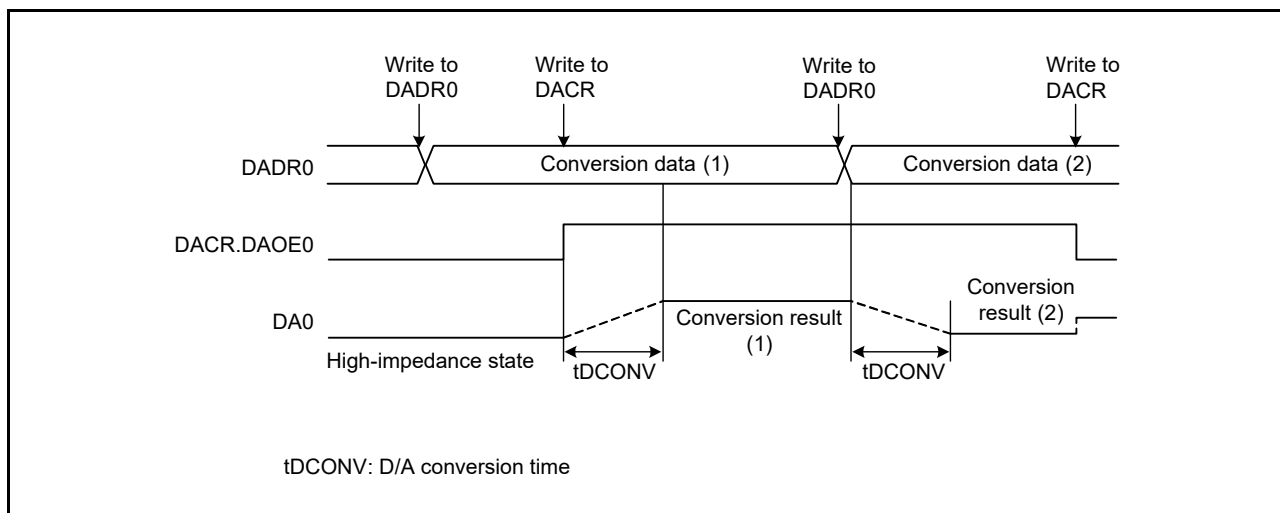 Write to
DADR0
Write to
DACR
Write to
DADR0
Write to
DACR
DADR0
Conversion data (1)
Conversion data (2)
DACR.DAOE0
DA0
High-impedance state
Conversion result
(1)
Conversion
result (2)
tDCONV
tDCONV
tDCONV: D/A conversion time